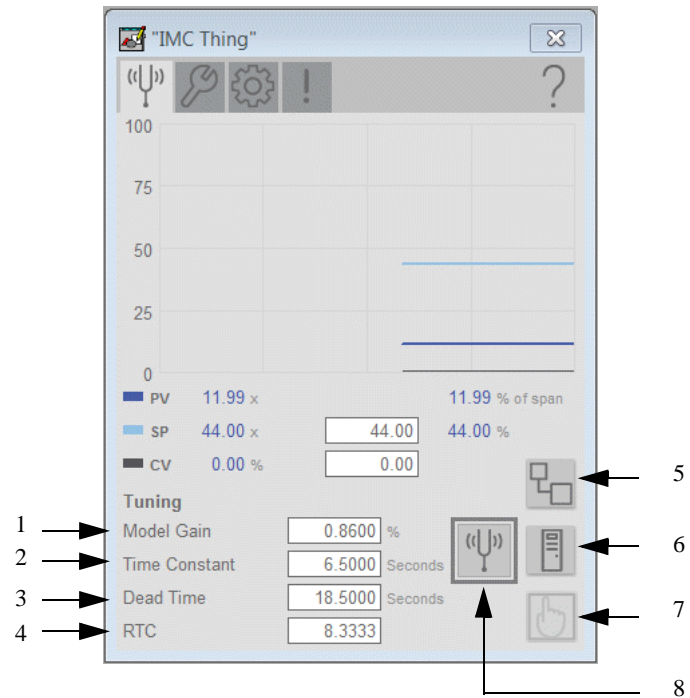 "IMC Thing"
! ?
100
75
50
25
0
PV 11.99 x 11.99 % of span
SP 44.00 x 44.00 44.00 %
CV 0.00 % 0.00
5
Tuning
1 Model Gain 0.8600 %
6
2 Time Constant 6.5000 Seconds
3 Dead Time 18.5000 Seconds
7
4 RTC 8.3333
8